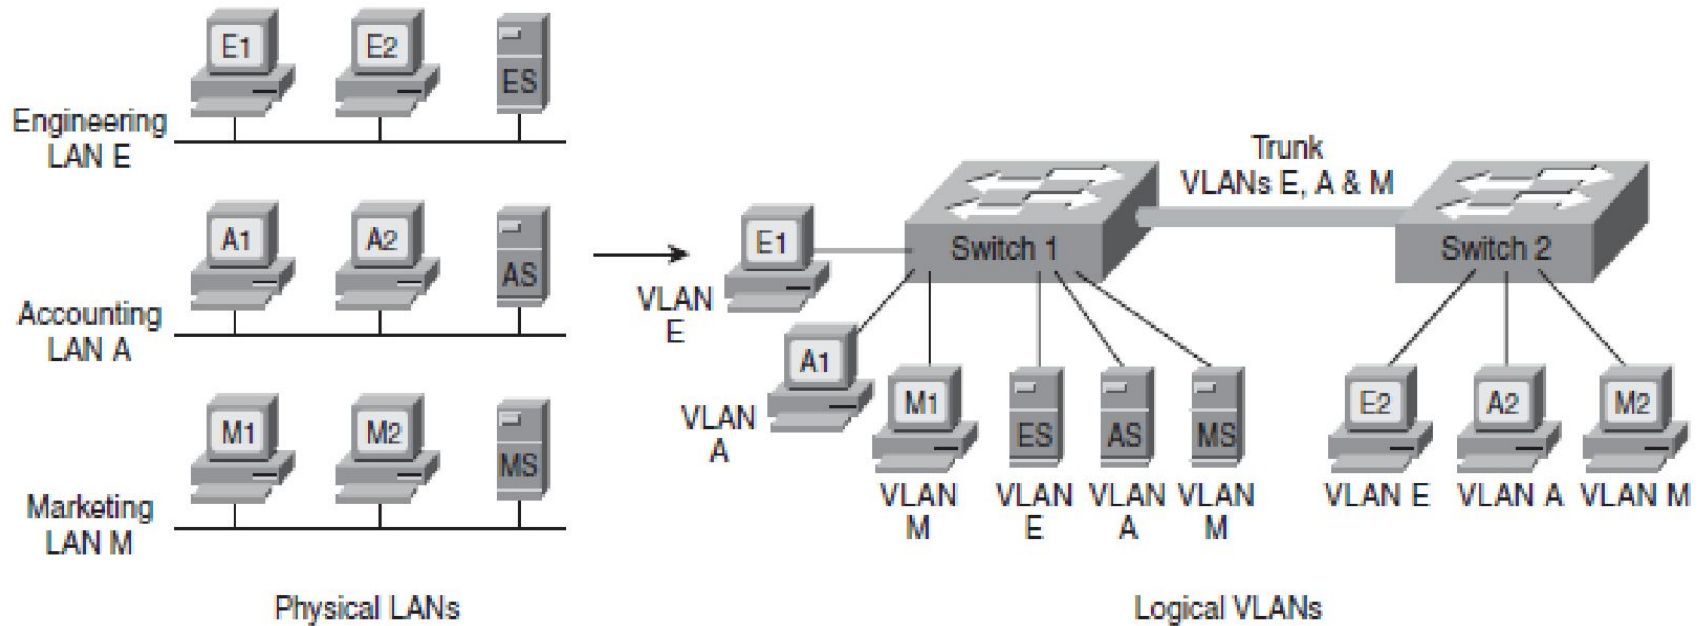 E1
E2
ES
Engineering
LAN E
A1
A2
AS
Accounting
LAN A
M1
M2
MS
Marketing
LAN M
Physical LANs
Trunk
VLANs E, A & M
Switch 1
Switch 2
E1
VLAN
E
A1
VLAN
A
M1
VLAN
M
ES
VLAN
E
AS
VLAN
A
MS
VLAN
M
E2
VLAN E
A2
VLAN A
M2
VLAN M
Logical VLANs